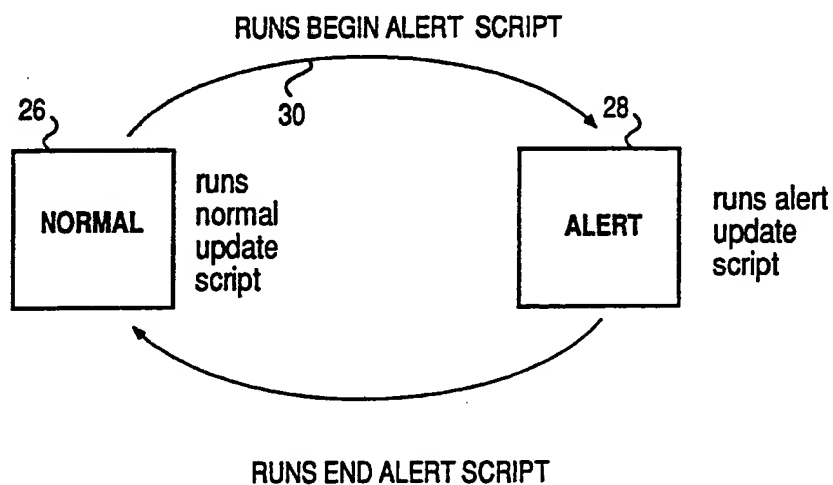 RUNS BEGIN ALERT SCRIPT
26
30
28
NORMAL
runs
normal
update
script
ALERT
runs alert
update
script
RUNS END ALERT SCRIPT